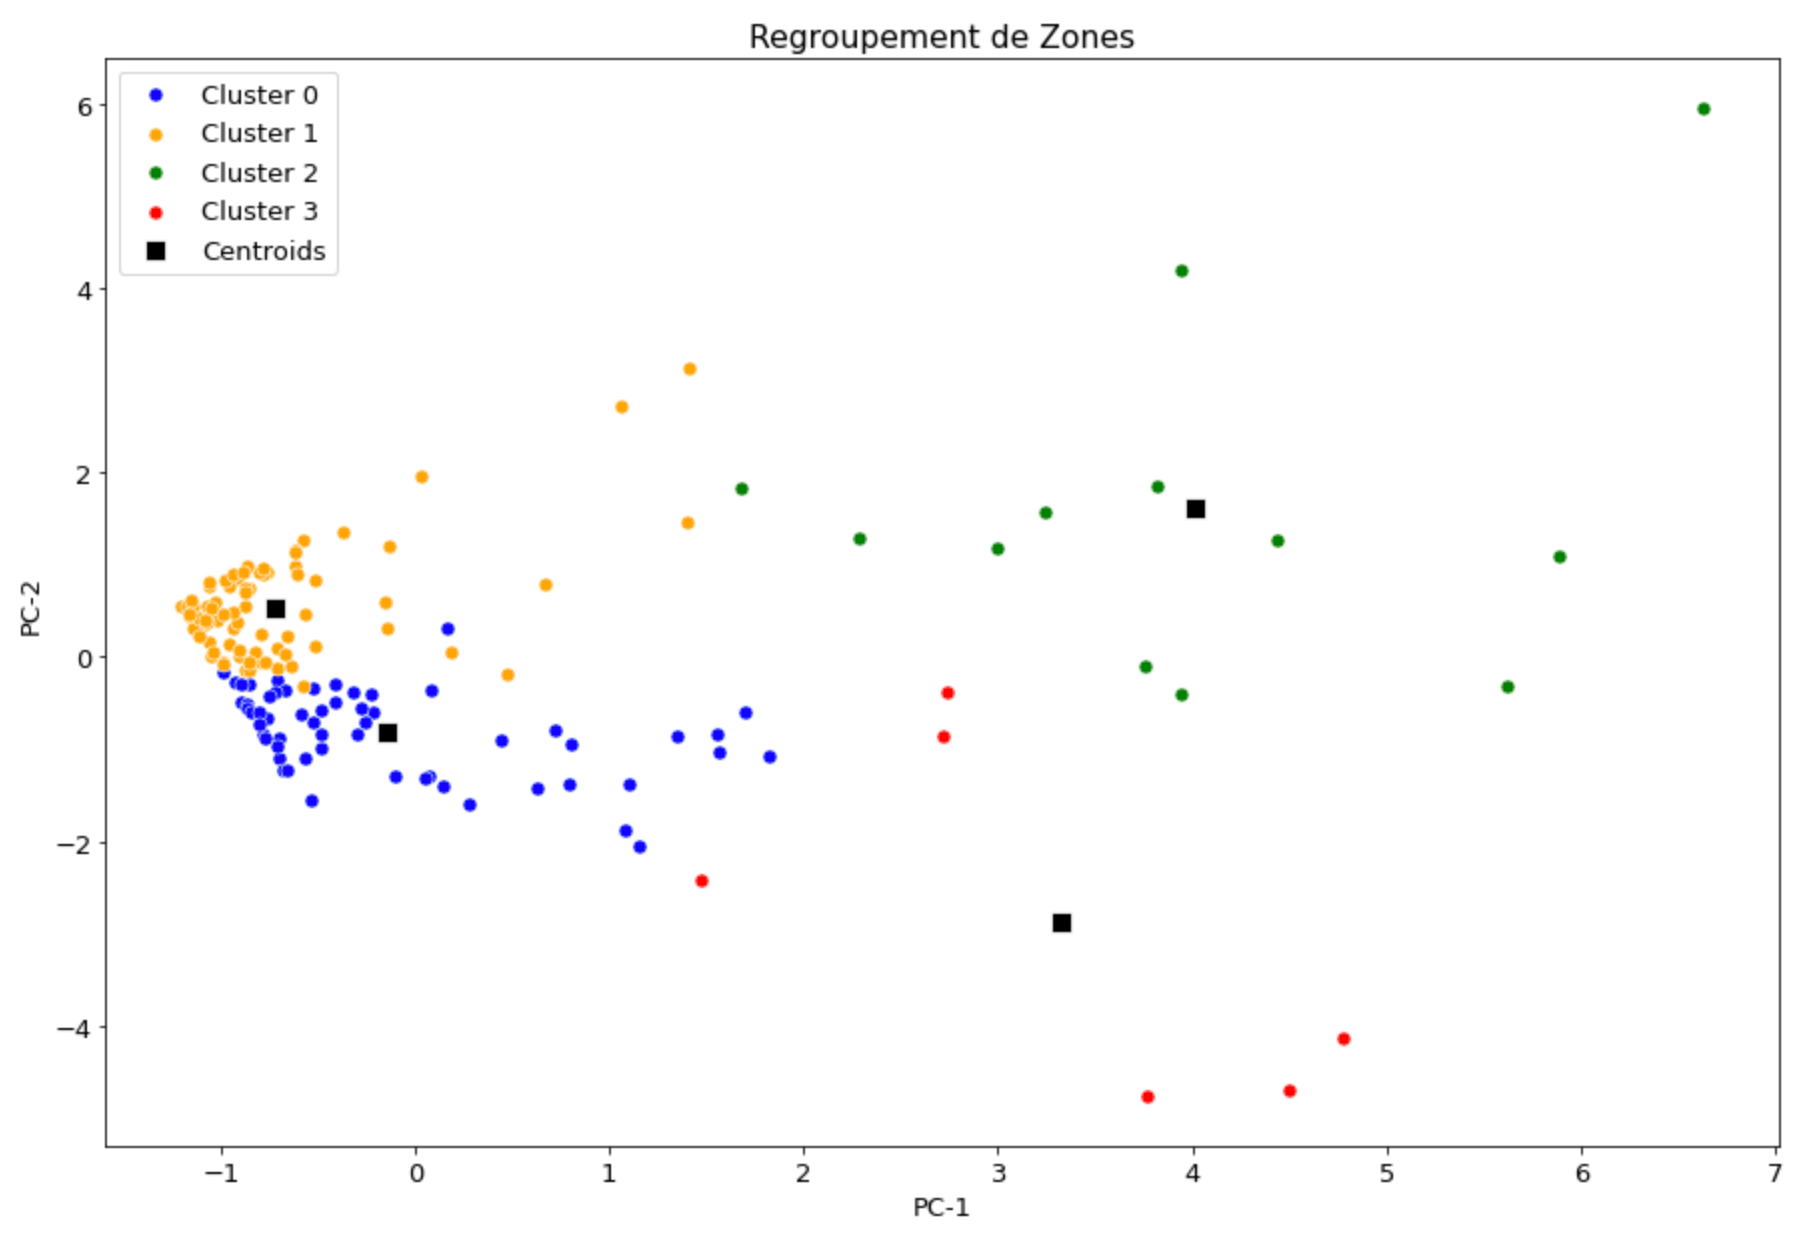 Regroupement de Zones
Cluster 0
Cluster 1
Cluster 2
Cluster 3
Centroids
6
4
2
0
−2
−4
PC-2
−1 0 1 2 3 4 5 6 7
PC-1